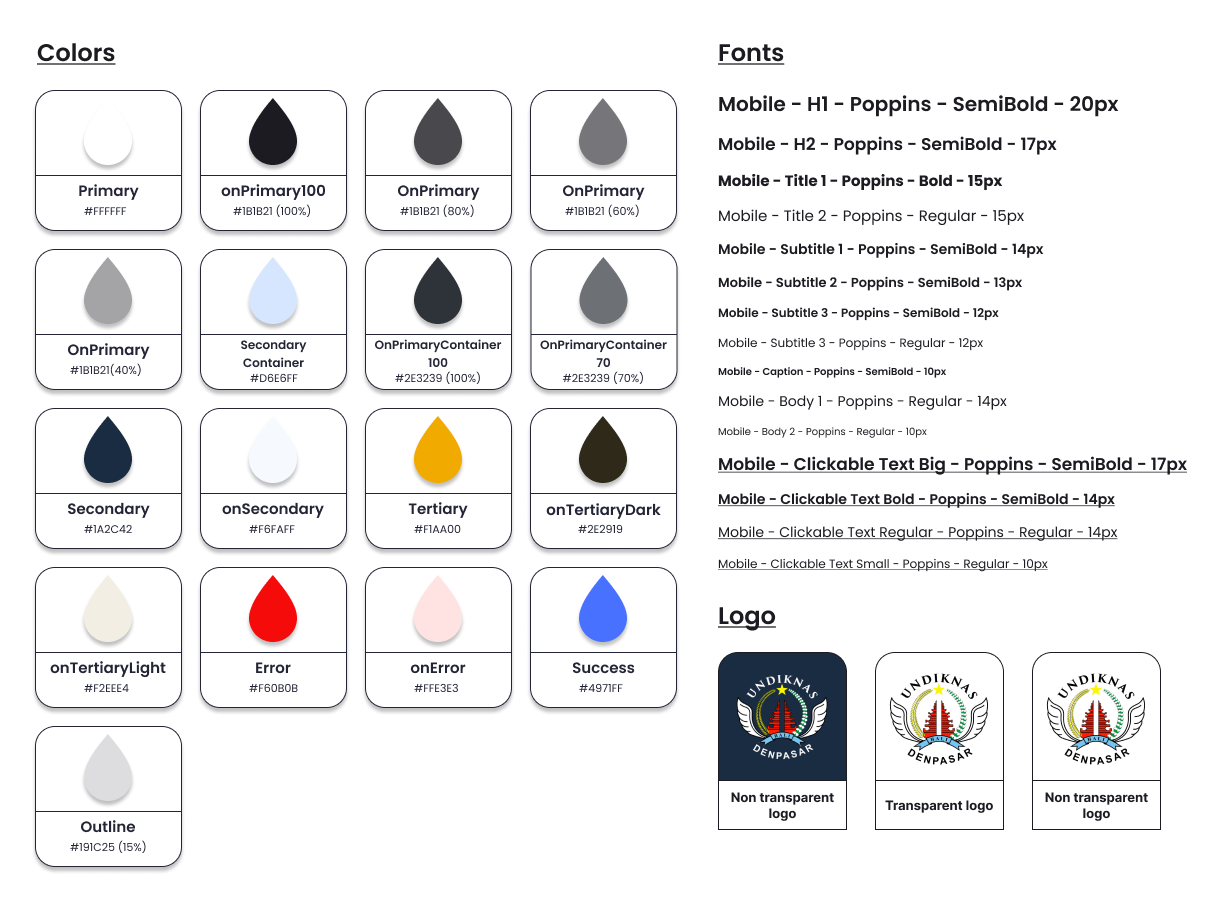 Colors
Primary
#FFFFFF
onPrimary100
#1B1B21 (100%)
OnPrimary
#1B1B21 (80%)
OnPrimary
#1B1B21 (60%)
OnPrimary
#1B1B21(40%)
Secondary
Container
#D6E6FF
OnPrimaryContainer
100
#2E3239 (100%)
OnPrimaryContainer
70
#2E3239 (70%)
Secondary
#1A2C42
onSecondary
#F6FAFF
Tertiary
#F1AA00
onTertiaryDark
#2E2919
onTertiaryLight
#F2EEE4
Error
#F60B0B
onError
#FFE3E3
Success
#4971FF
Outline
#191C25 (15%)
Fonts
Mobile - H1 - Poppins - SemiBold - 20px
Mobile - H2 - Poppins - SemiBold - 17px
Mobile - Title 1 - Poppins - Bold - 15px
Mobile - Title 2 - Poppins - Regular - 15px
Mobile - Subtitle 1 - Poppins - SemiBold - 14px
Mobile - Subtitle 2 - Poppins - SemiBold - 13px
Mobile - Subtitle 3 - Poppins - SemiBold - 12px
Mobile - Subtitle 3 - Poppins - Regular - 12px
Mobile - Caption - Poppins - SemiBold - 10px
Mobile - Body 1 - Poppins - Regular - 14px
Mobile - Body 2 - Poppins - Regular - 10px
Mobile - Clickable Text Big - Poppins - SemiBold - 17px
Mobile - Clickable Text Bold - Poppins - SemiBold - 14px
Mobile - Clickable Text Regular - Poppins - Regular - 14px
Mobile - Clickable Text Small - Poppins - Regular - 10px
Logo
UNDIKNAS
BALI
DENPASAR
Non transparent
logo
UNDIKNAS
BALI
DENPASAR
Transparent logo
UNDIKNAS
BALI
DENPASAR
Non transparent
logo